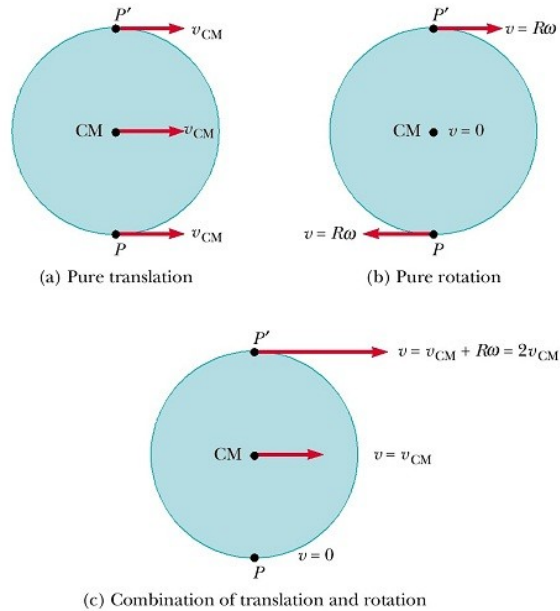 P′
v_CM
CM
v_CM
P
v_CM
(a) Pure translation
P′
v = Rω
CM
v = 0
v = Rω
P
(b) Pure rotation
P′
v = v_CM + Rω = 2v_CM
CM
v = v_CM
v = 0
P
(c) Combination of translation and rotation